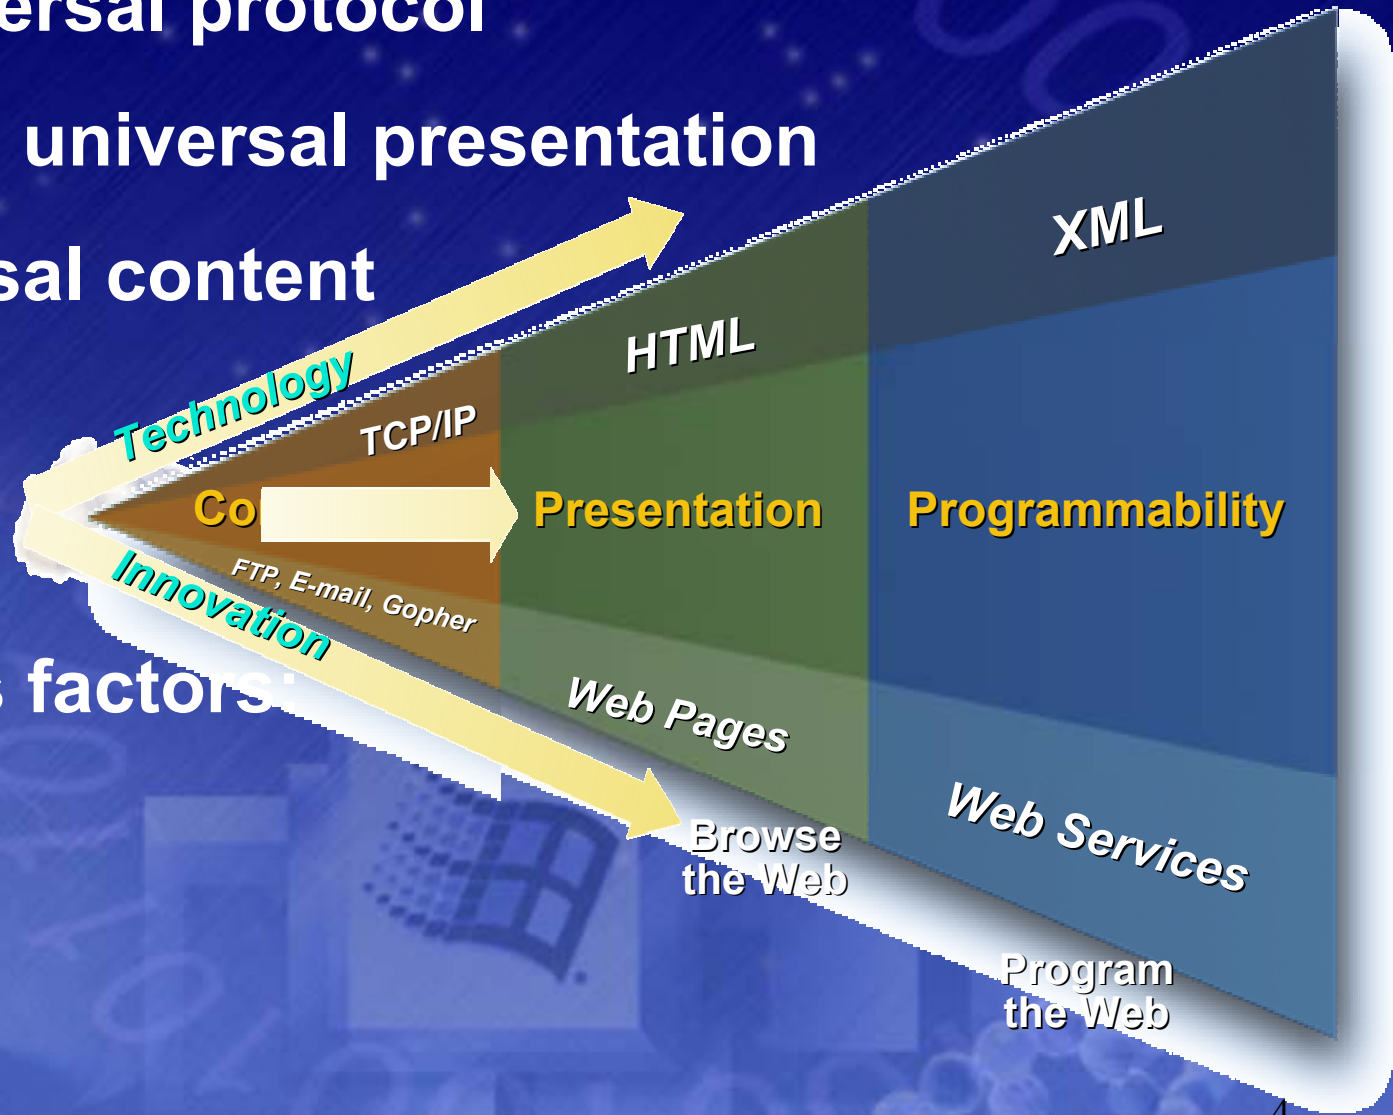 ersal protocol
universal presentation
sal content
XML
HTML
Technology
TCP/IP
Co
Presentation
Programmability
FTP, E-mail, Gopher
Innovation
s factors:
Web Pages
Web Services
Browse
the Web
Program
the Web
4